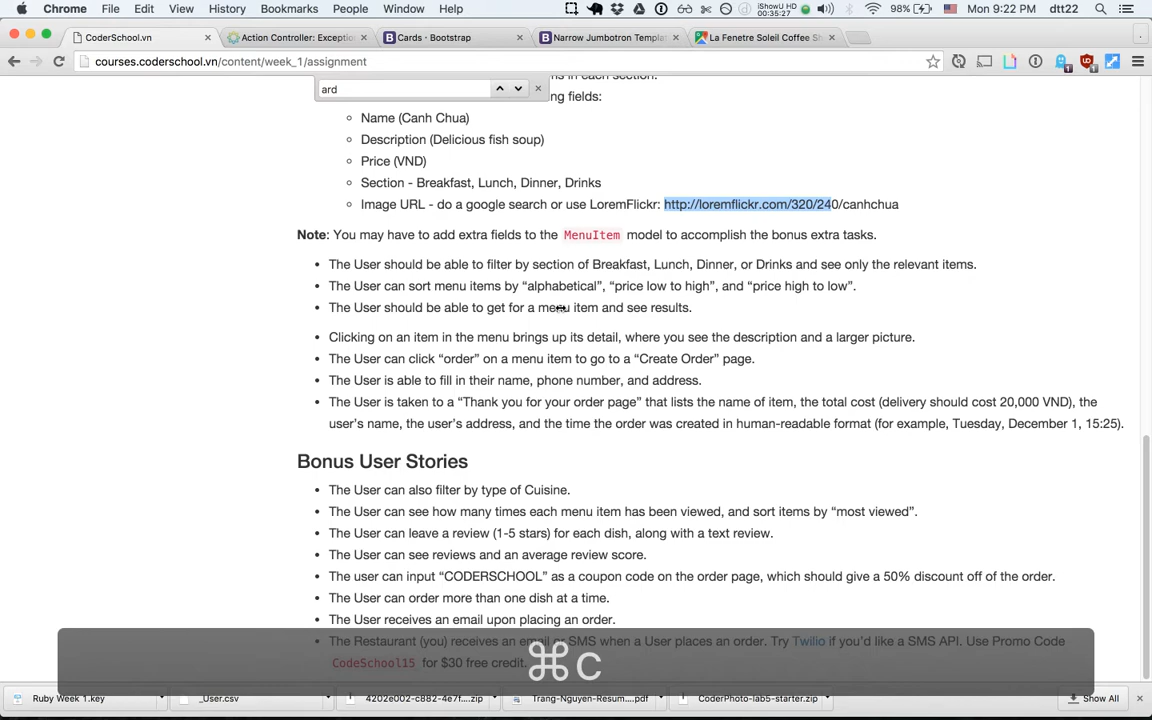 Chrome File Edit View History Bookmarks People Window Help iShowU HD 00:35:27 98% Mon 9:22 PM dtt22
CoderSchool.vn × Action Controller: Exceptio × Cards · Bootstrap × Narrow Jumbotron Templa × La Fenetre Soleil Coffee Sh ×
courses.coderschool.vn/content/week_1/assignment
ns in each section.
ard
ng fields:
Name (Canh Chua)
Description (Delicious fish soup)
Price (VND)
Section - Breakfast, Lunch, Dinner, Drinks
Image URL - do a google search or use LoremFlickr: http://loremflickr.com/320/240/canhchua
Note: You may have to add extra fields to the MenuItem model to accomplish the bonus extra tasks.
The User should be able to filter by section of Breakfast, Lunch, Dinner, or Drinks and see only the relevant items.
The User can sort menu items by “alphabetical”, “price low to high”, and “price high to low”.
The User should be able to get for a menu item and see results.
Clicking on an item in the menu brings up its detail, where you see the description and a larger picture.
The User can click “order” on a menu item to go to a “Create Order” page.
The User is able to fill in their name, phone number, and address.
The User is taken to a “Thank you for your order page” that lists the name of item, the total cost (delivery should cost 20,000 VND), the
user’s name, the user’s address, and the time the order was created in human-readable format (for example, Tuesday, December 1, 15:25).
Bonus User Stories
The User can also filter by type of Cuisine.
The User can see how many times each menu item has been viewed, and sort items by “most viewed”.
The User can leave a review (1-5 stars) for each dish, along with a text review.
The User can see reviews and an average review score.
The user can input “CODERSCHOOL” as a coupon code on the order page, which should give a 50% discount off of the order.
The User can order more than one dish at a time.
The User receives an email upon placing an order.
The Restaurant (you) receives an email or SMS when a User places an order. Try Twilio if you’d like a SMS API. Use Promo Code
CodeSchool15 for $30 free credit.
⌘C
Ruby Week 1.key _User.csv 4202e002-c882-4e7f....zip Trang-Nguyen-Resum....pdf CoderPhoto-lab5-starter.zip Show All